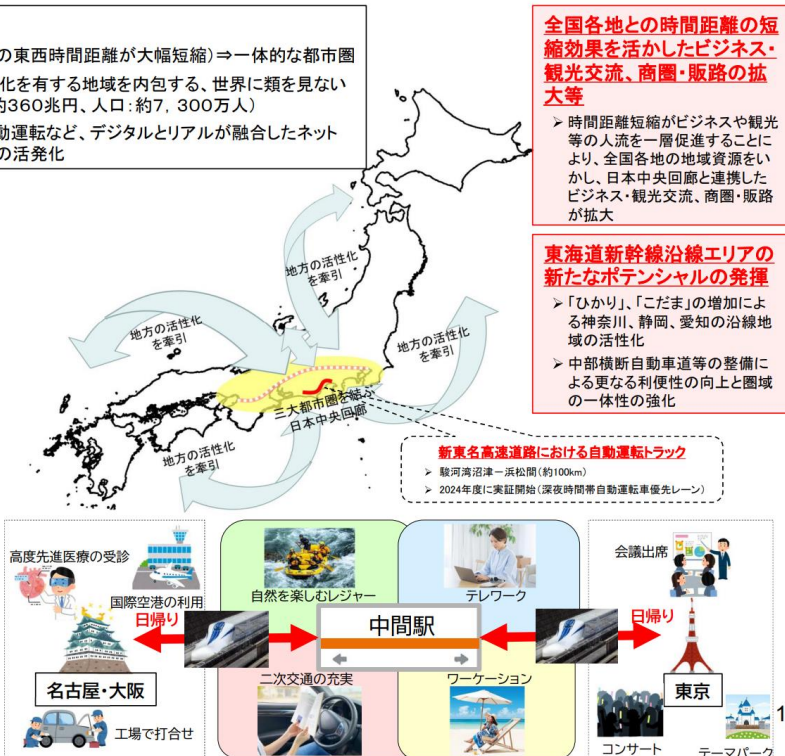 の東西時間距離が大幅短縮)⇒一体的な都市圏
化を有する地域を内包する、世界に類を見ない
約360兆円、人口:約7,300万人)
動運転など、デジタルとリアルが融合したネット
の活発化
全国各地との時間距離の短
縮効果を活かしたビジネス・
観光交流、商圏・販路の拡
大等
➢ 時間距離短縮がビジネスや観光
等の人流を一層促進することに
より、全国各地の地域資源をい
かし、日本中央回廊と連携した
ビジネス・観光交流、商圏・販路
が拡大
東海道新幹線沿線エリアの
新たなポテンシャルの発揮
➢ 「ひかり」、「こだま」の増加によ
る神奈川、静岡、愛知の沿線地
域の活性化
➢ 中部横断自動車道等の整備に
よる更なる利便性の向上と圏域
の一体性の強化
地方の活性化
を牽引
地方の活性化
を牽引
地方の活性化
を牽引
地方の活性化
を牽引
三大都市圏を結ぶ
日本中央回廊
新東名高速道路における自動運転トラック
➢ 駿河湾沼津-浜松間(約100km)
➢ 2024年度に実証開始(深夜時間帯自動運転車優先レーン)
高度先進医療の受診
国際空港の利用
日帰り
名古屋・大阪
工場で打合せ
自然を楽しむレジャー
テレワーク
中間駅
二次交通の充実
ワーケーション
会議出席
日帰り
東京
コンサート
テーマパーク
1